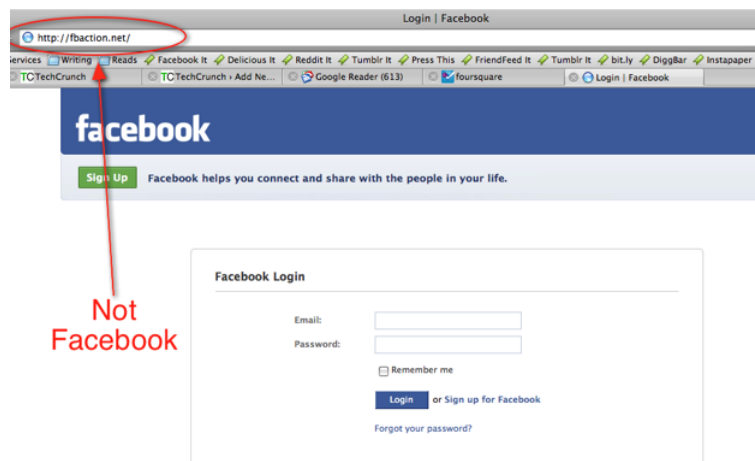 Login | Facebook
http://fbaction.net/
Services Writing Reads Facebook It Delicious It Reddit It Tumblr It Press This FriendFeed It Tumblr It bit.ly DiggBar Instapaper
TC TechCrunch TC TechCrunch › Add Ne... Google Reader (613) foursquare Login | Facebook
facebook
Sign Up Facebook helps you connect and share with the people in your life.
Facebook Login
Not
Facebook
Email:
Password:
Remember me
Login or Sign up for Facebook
Forgot your password?